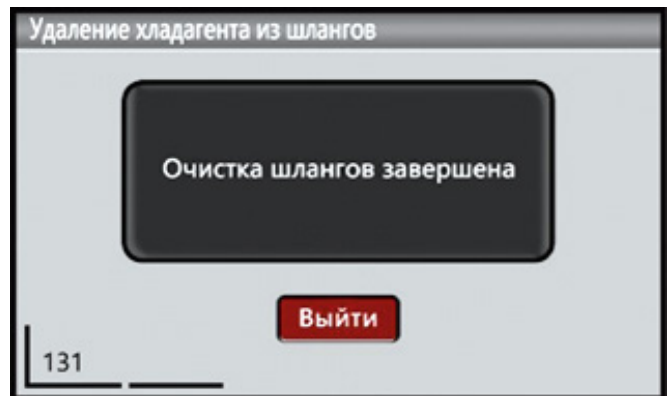 Удаление хладагента из шлангов
Очистка шлангов завершена
Выйти
131